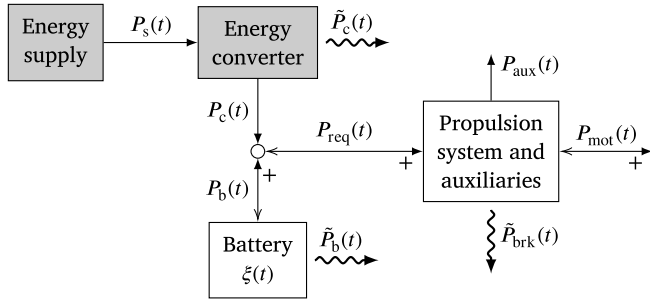 Energy
supply
P_s(t)
Energy
converter
P̃_c(t)
P_c(t)
P_req(t)
+
+
P_b(t)
Battery
ξ(t)
P̃_b(t)
Propulsion
system and
auxiliaries
P_aux(t)
P_mot(t)
+
P̃_brk(t)